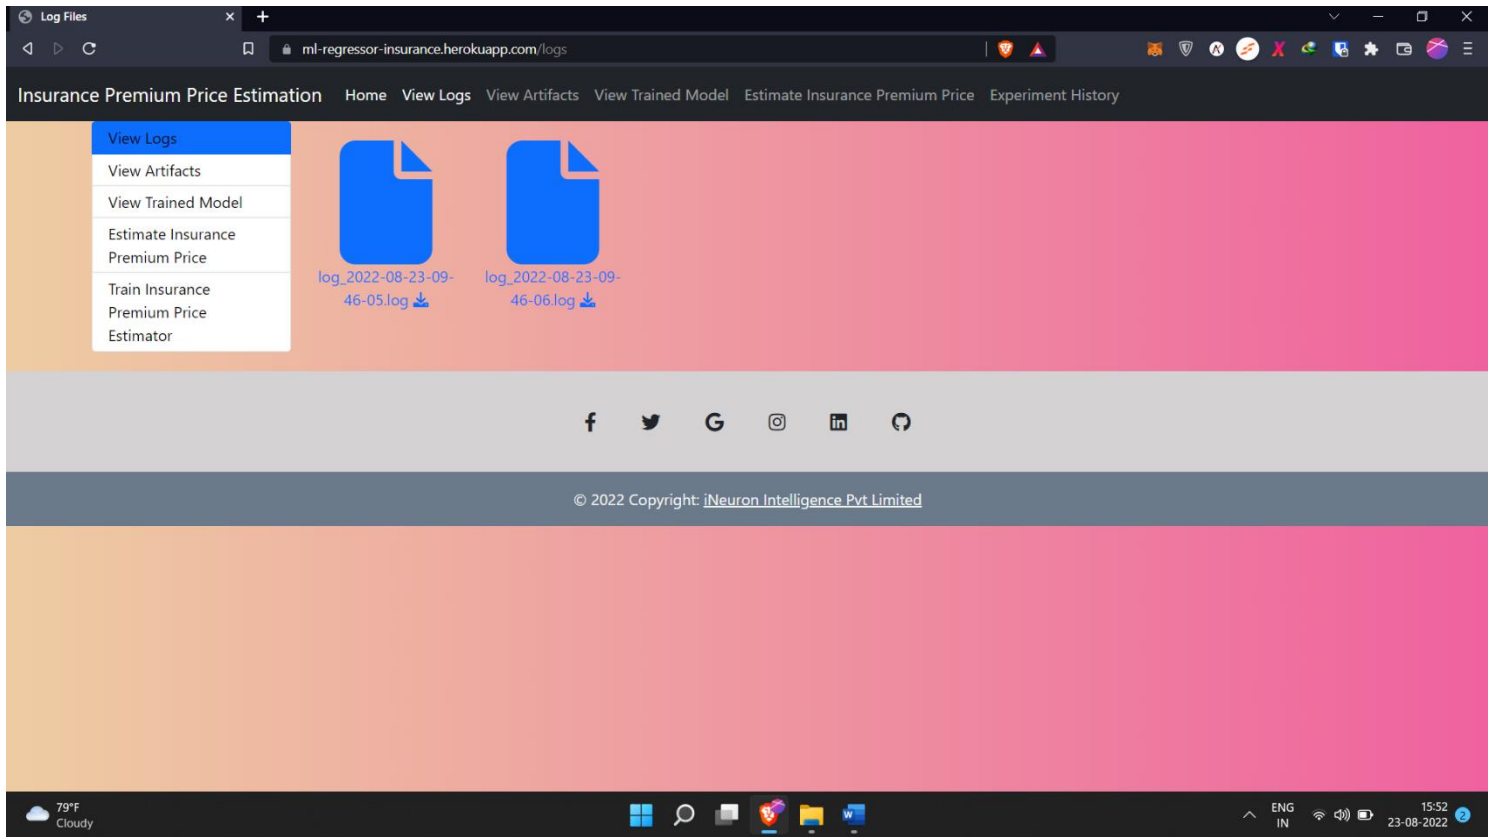 Log Files
ml-regressor-insurance.herokuapp.com/logs
Insurance Premium Price Estimation Home View Logs View Artifacts View Trained Model Estimate Insurance Premium Price Experiment History
View Logs
View Artifacts
View Trained Model
Estimate Insurance
Premium Price
Train Insurance
Premium Price
Estimator
log_2022-08-23-09-
46-05.log
log_2022-08-23-09-
46-06.log
© 2022 Copyright: iNeuron Intelligence Pvt Limited
79°F
Cloudy
ENG
IN
15:52
23-08-2022
2